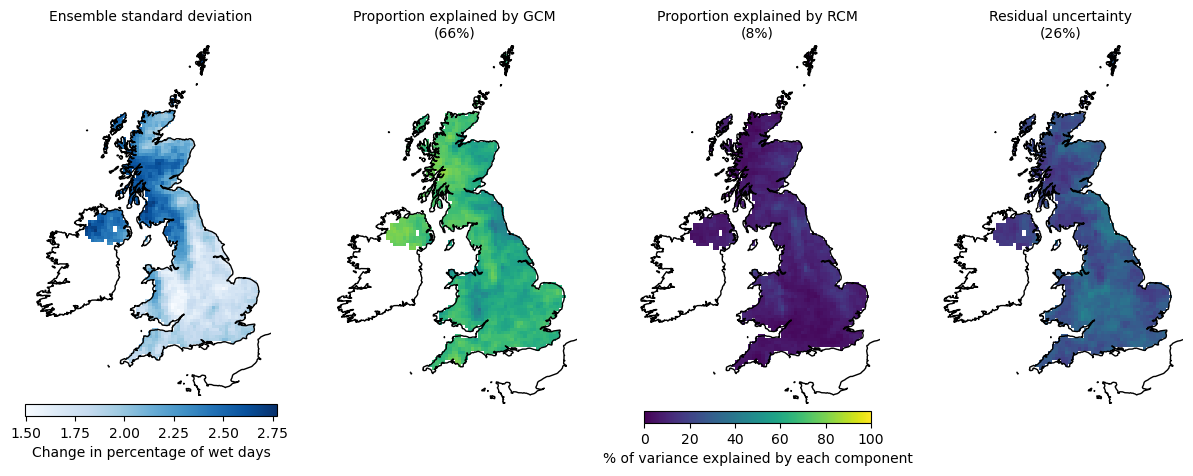 Ensemble standard deviation
Proportion explained by GCM
(66%)
Proportion explained by RCM
(8%)
Residual uncertainty
(26%)
1.50 1.75 2.00 2.25 2.50 2.75
Change in percentage of wet days
0 20 40 60 80 100
% of variance explained by each component